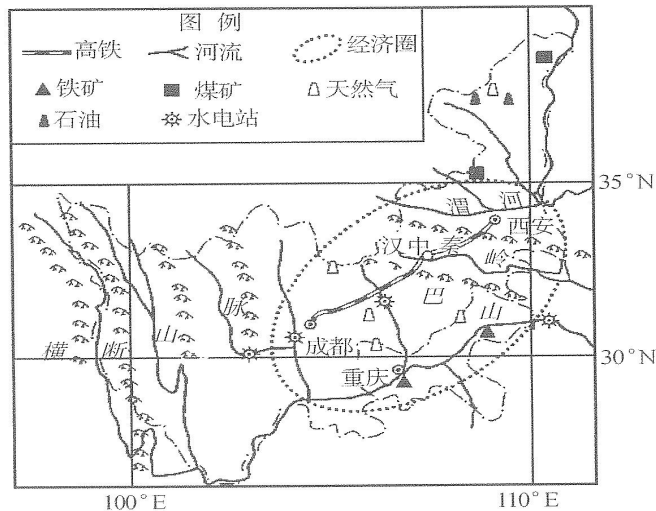 图 例
高铁 河流 经济圈
铁矿 煤矿 天然气
石油 水电站
35°N
渭 河
西安
汉中 秦 岭
巴 山
横 断 山 脉
成都
重庆
30°N
100°E 110°E